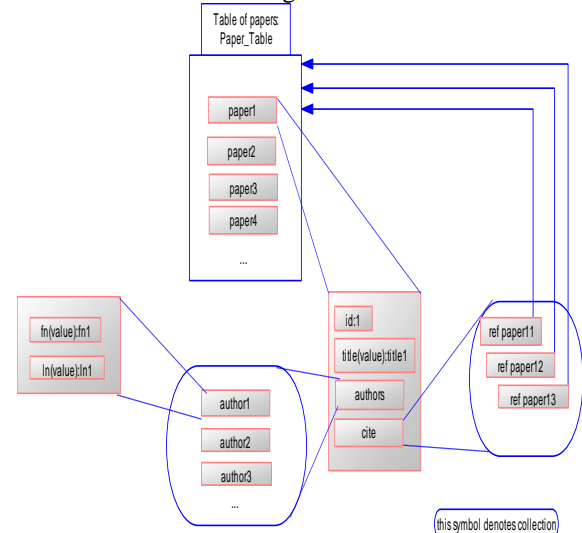 Table of papers:
Paper_Table
paper1
paper2
paper3
paper4
...
id:1
title(value):title1
authors
cite
ref paper11
ref paper12
ref paper13
fn(value):fn1
ln(value):ln1
author1
author2
author3
...
this symbol denotes collection